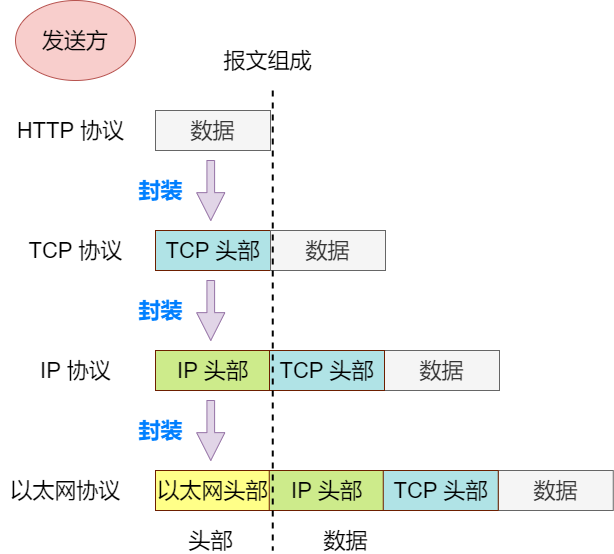 发送方
报文组成
HTTP 协议
数据
封装
TCP 协议
TCP 头部
数据
封装
IP 协议
IP 头部
TCP 头部
数据
封装
以太网协议
以太网头部
IP 头部
TCP 头部
数据
头部
数据